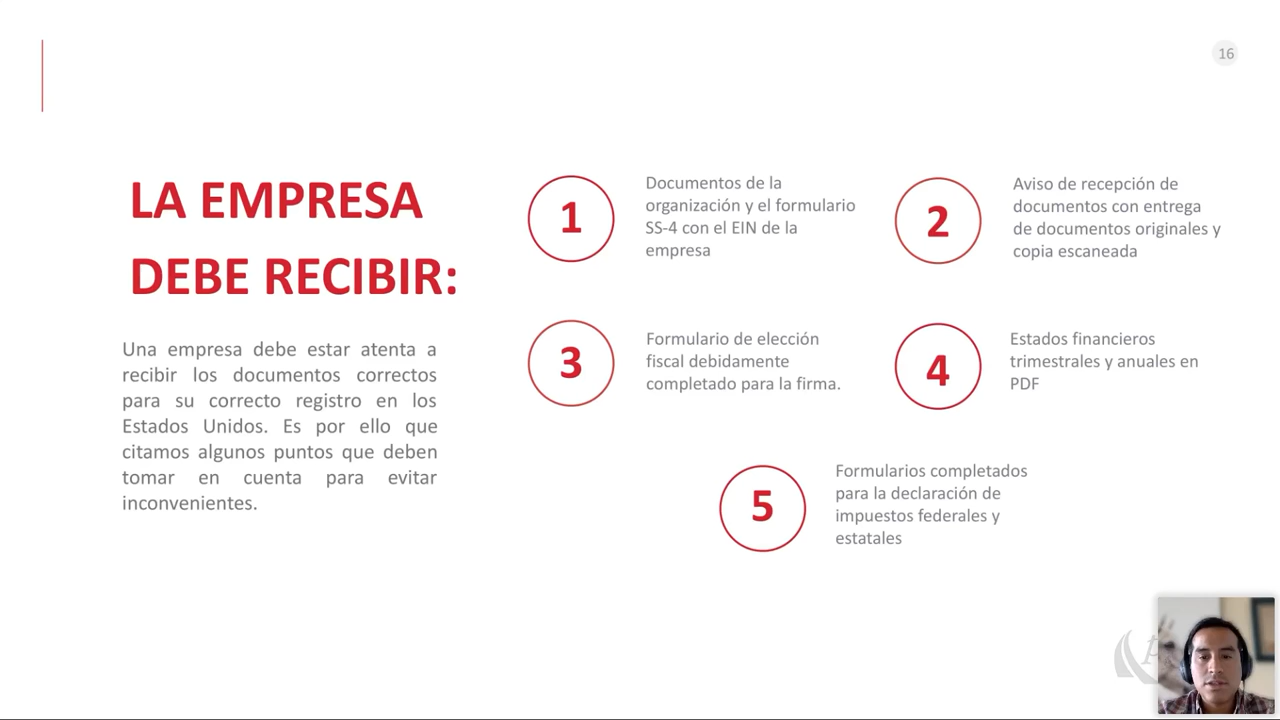 16
LA EMPRESA
DEBE RECIBIR:
Una empresa debe estar atenta a
recibir los documentos correctos
para su correcto registro en los
Estados Unidos. Es por ello que
citamos algunos puntos que deben
tomar en cuenta para evitar
inconvenientes.
1
Documentos de la
organización y el formulario
SS-4 con el EIN de la
empresa
2
Aviso de recepción de
documentos con entrega
de documentos originales y
copia escaneada
3
Formulario de elección
fiscal debidamente
completado para la firma.
4
Estados financieros
trimestrales y anuales en
PDF
5
Formularios completados
para la declaración de
impuestos federales y
estatales